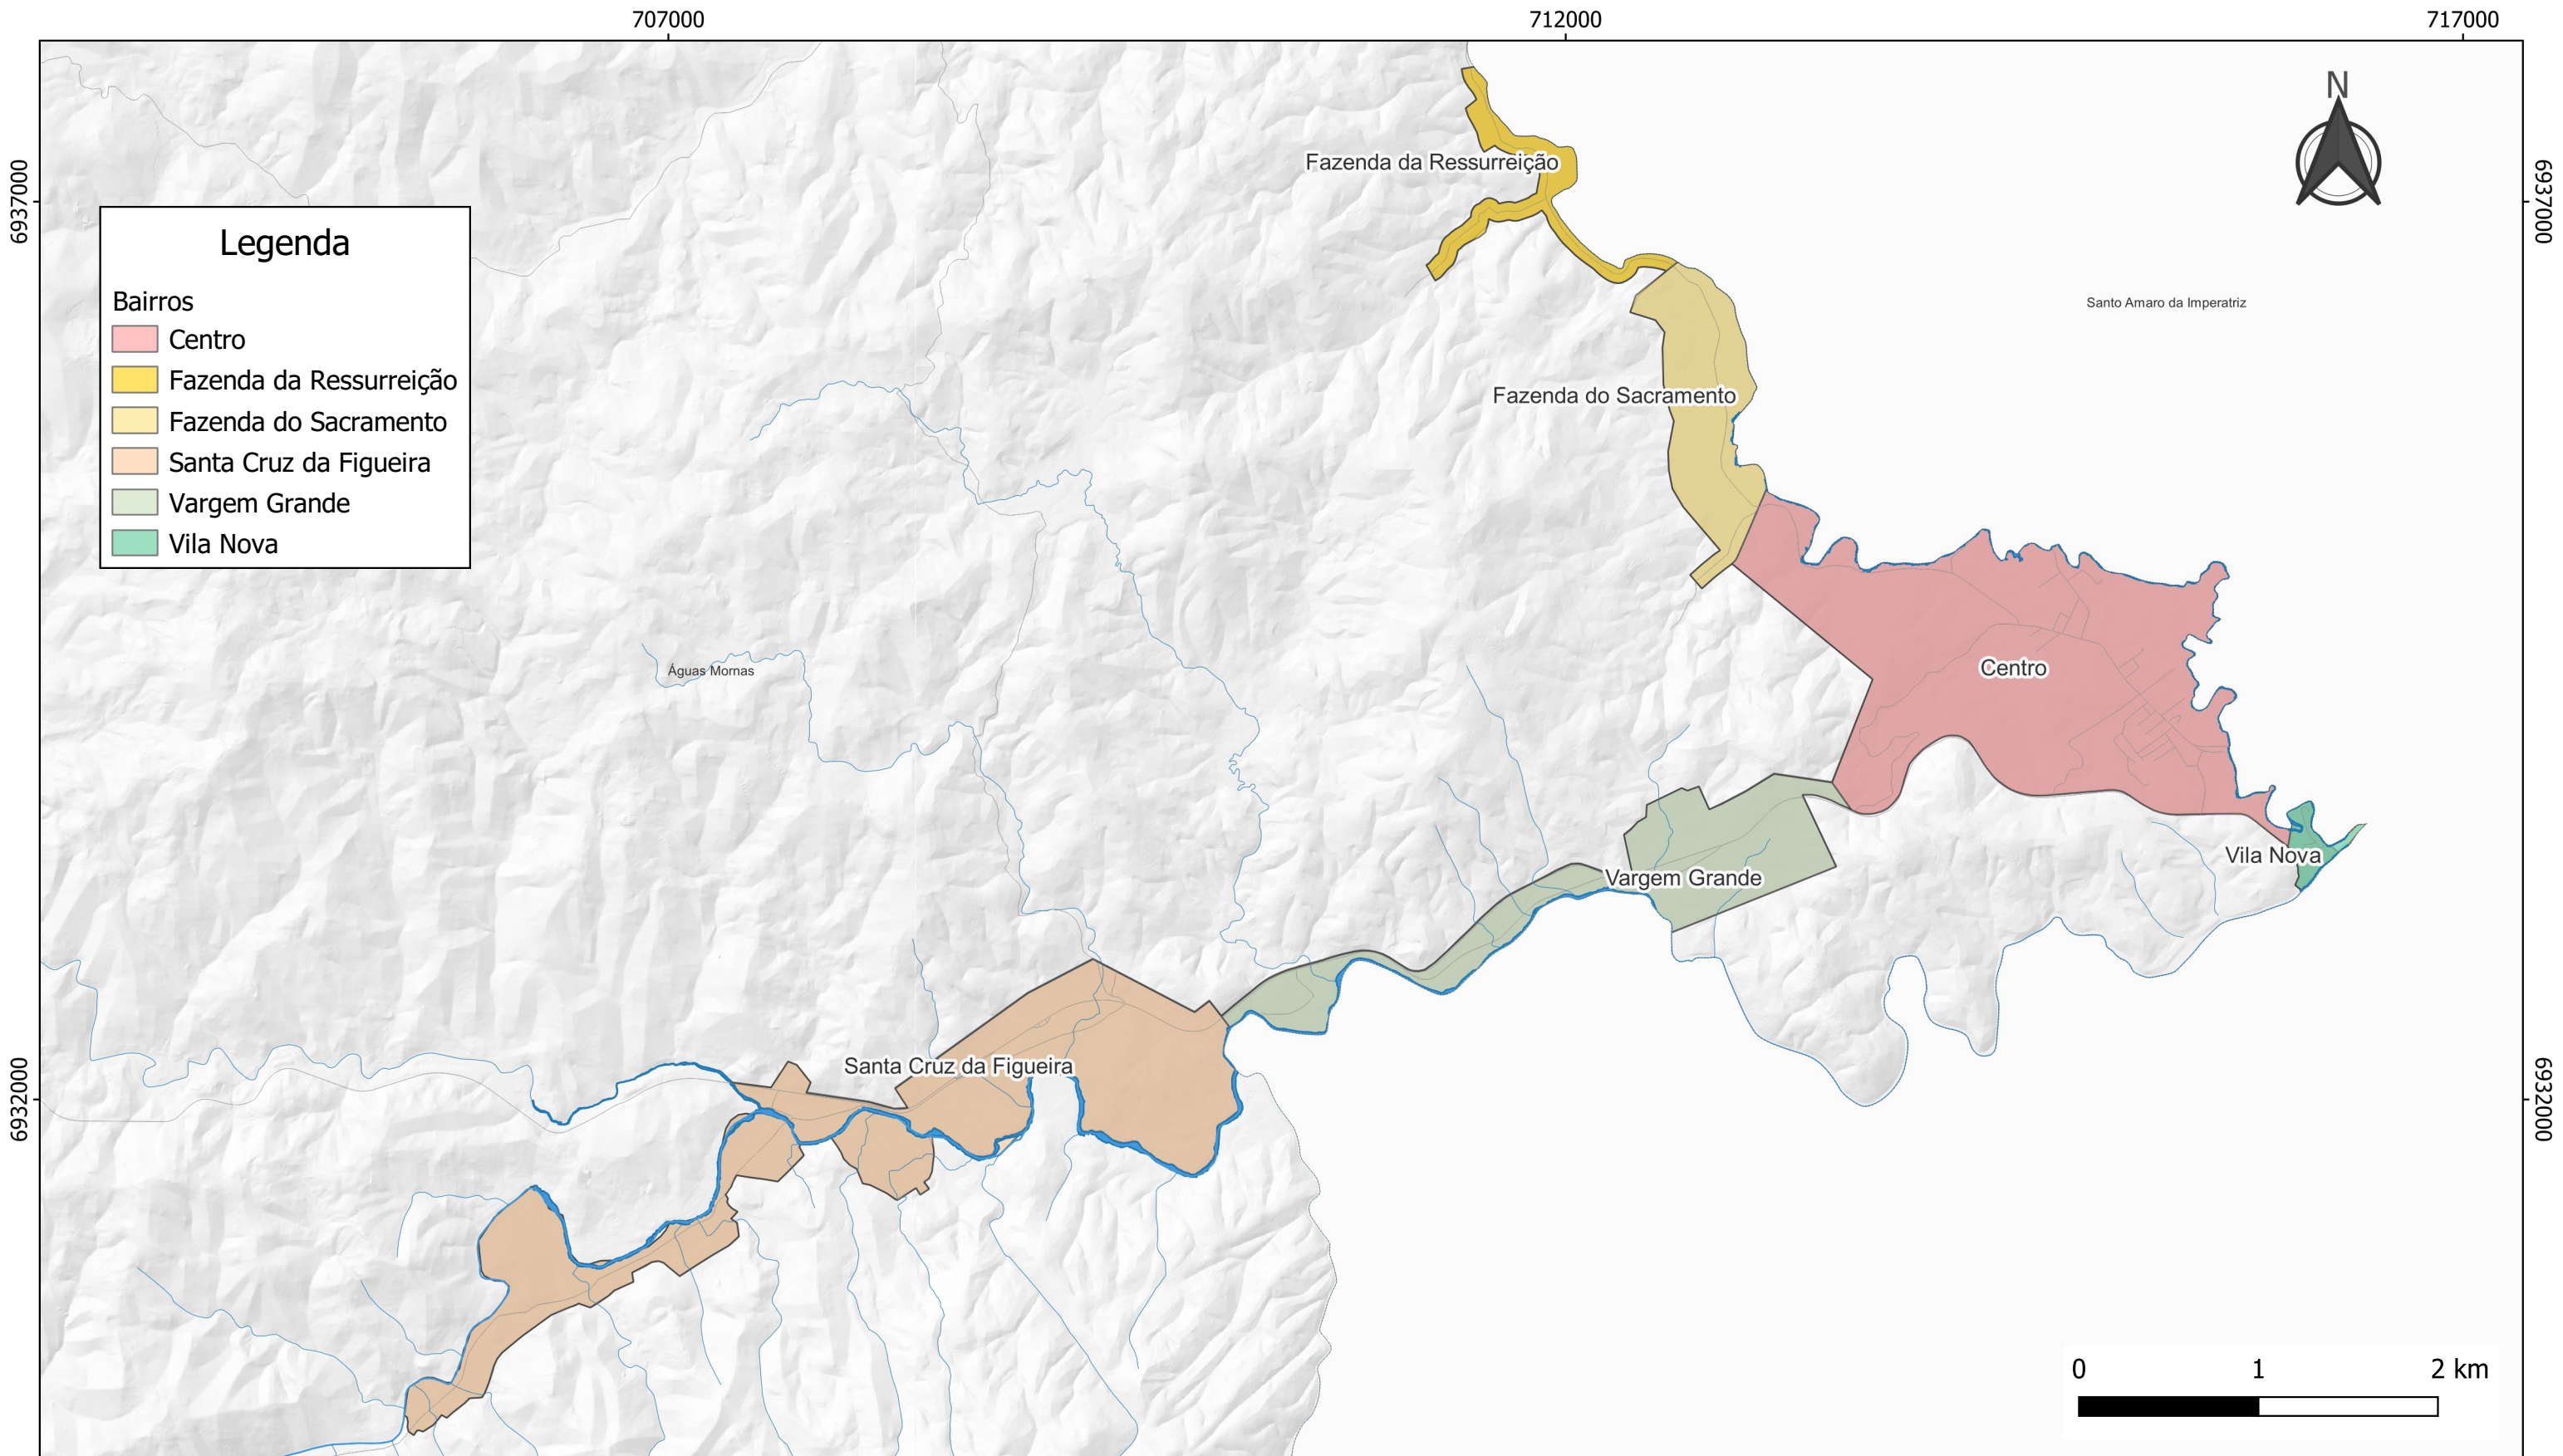 707000
712000
717000
N
6937000
6937000
Fazenda da Ressurreição
Legenda
Bairros
Centro
Fazenda da Ressurreição
Fazenda do Sacramento
Santa Cruz da Figueira
Vargem Grande
Vila Nova
Santo Amaro da Imperatriz
Fazenda do Sacramento
Águas Mornas
Centro
Vila Nova
Vargem Grande
Santa Cruz da Figueira
6932000
6932000
0 1 2 km